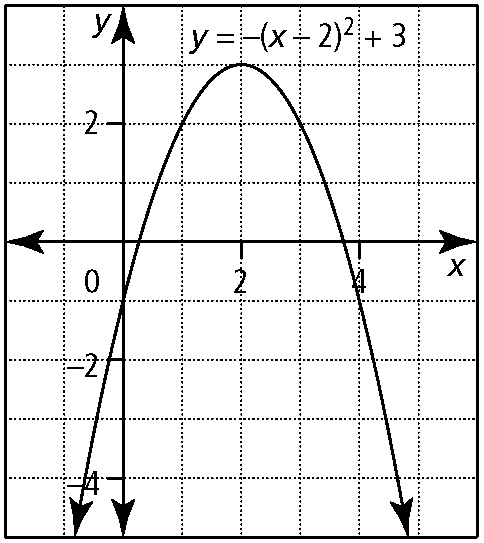 y
y = –(x – 2)² + 3
2
0
2
4
x
–2
–4